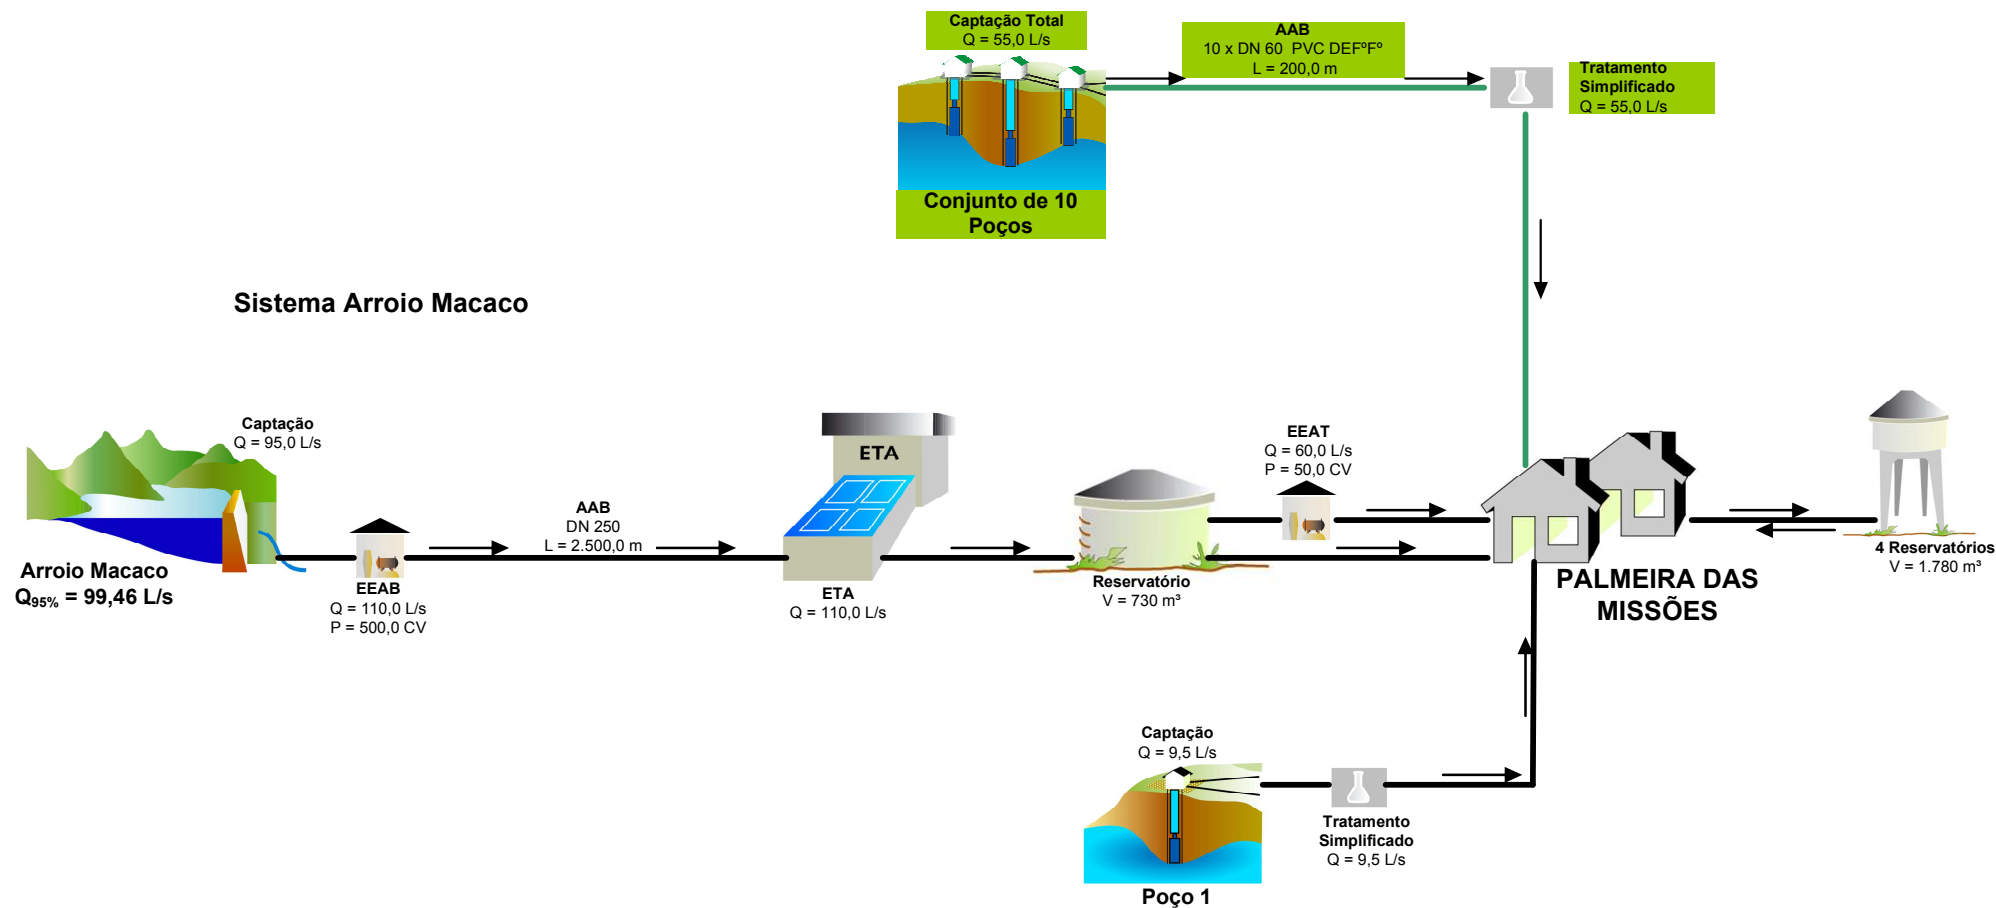 Captação Total
Q = 55,0 L/s
AAB
10 x DN 60  PVC DEFºFº
L = 200,0 m
Tratamento
Simplificado
Q = 55,0 L/s
Conjunto de 10
Poços
Sistema Arroio Macaco
Captação
Q = 95,0 L/s
Arroio Macaco
Q95% = 99,46 L/s
EEAB
Q = 110,0 L/s
P = 500,0 CV
AAB
DN 250
L = 2.500,0 m
ETA
ETA
Q = 110,0 L/s
Reservatório
V = 730 m³
EEAT
Q = 60,0 L/s
P = 50,0 CV
PALMEIRA DAS
MISSÕES
4 Reservatórios
V = 1.780 m³
Captação
Q = 9,5 L/s
Poço 1
Tratamento
Simplificado
Q = 9,5 L/s